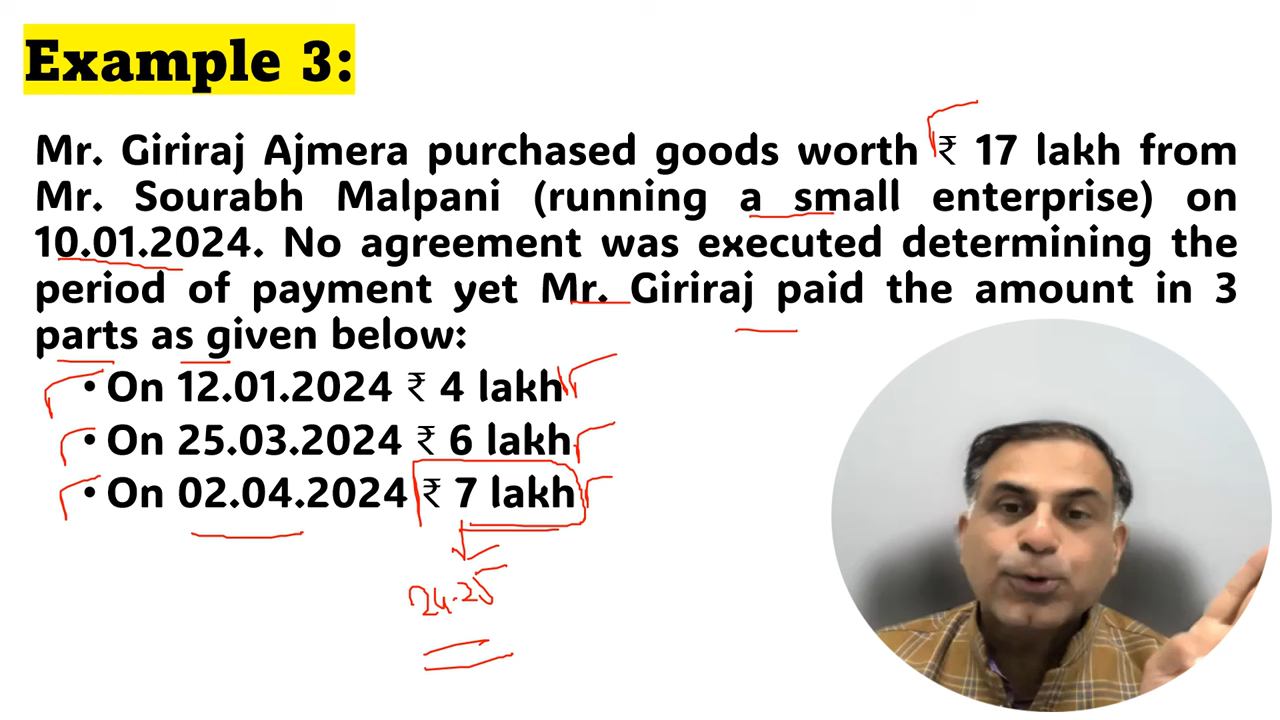 Example 3:
Mr. Giriraj Ajmera purchased goods worth ₹ 17 lakh from
Mr. Sourabh Malpani (running a small enterprise) on
10.01.2024. No agreement was executed determining the
period of payment yet Mr. Giriraj paid the amount in 3
parts as given below:
• On 12.01.2024 ₹ 4 lakh
• On 25.03.2024 ₹ 6 lakh
• On 02.04.2024 ₹ 7 lakh
24.25